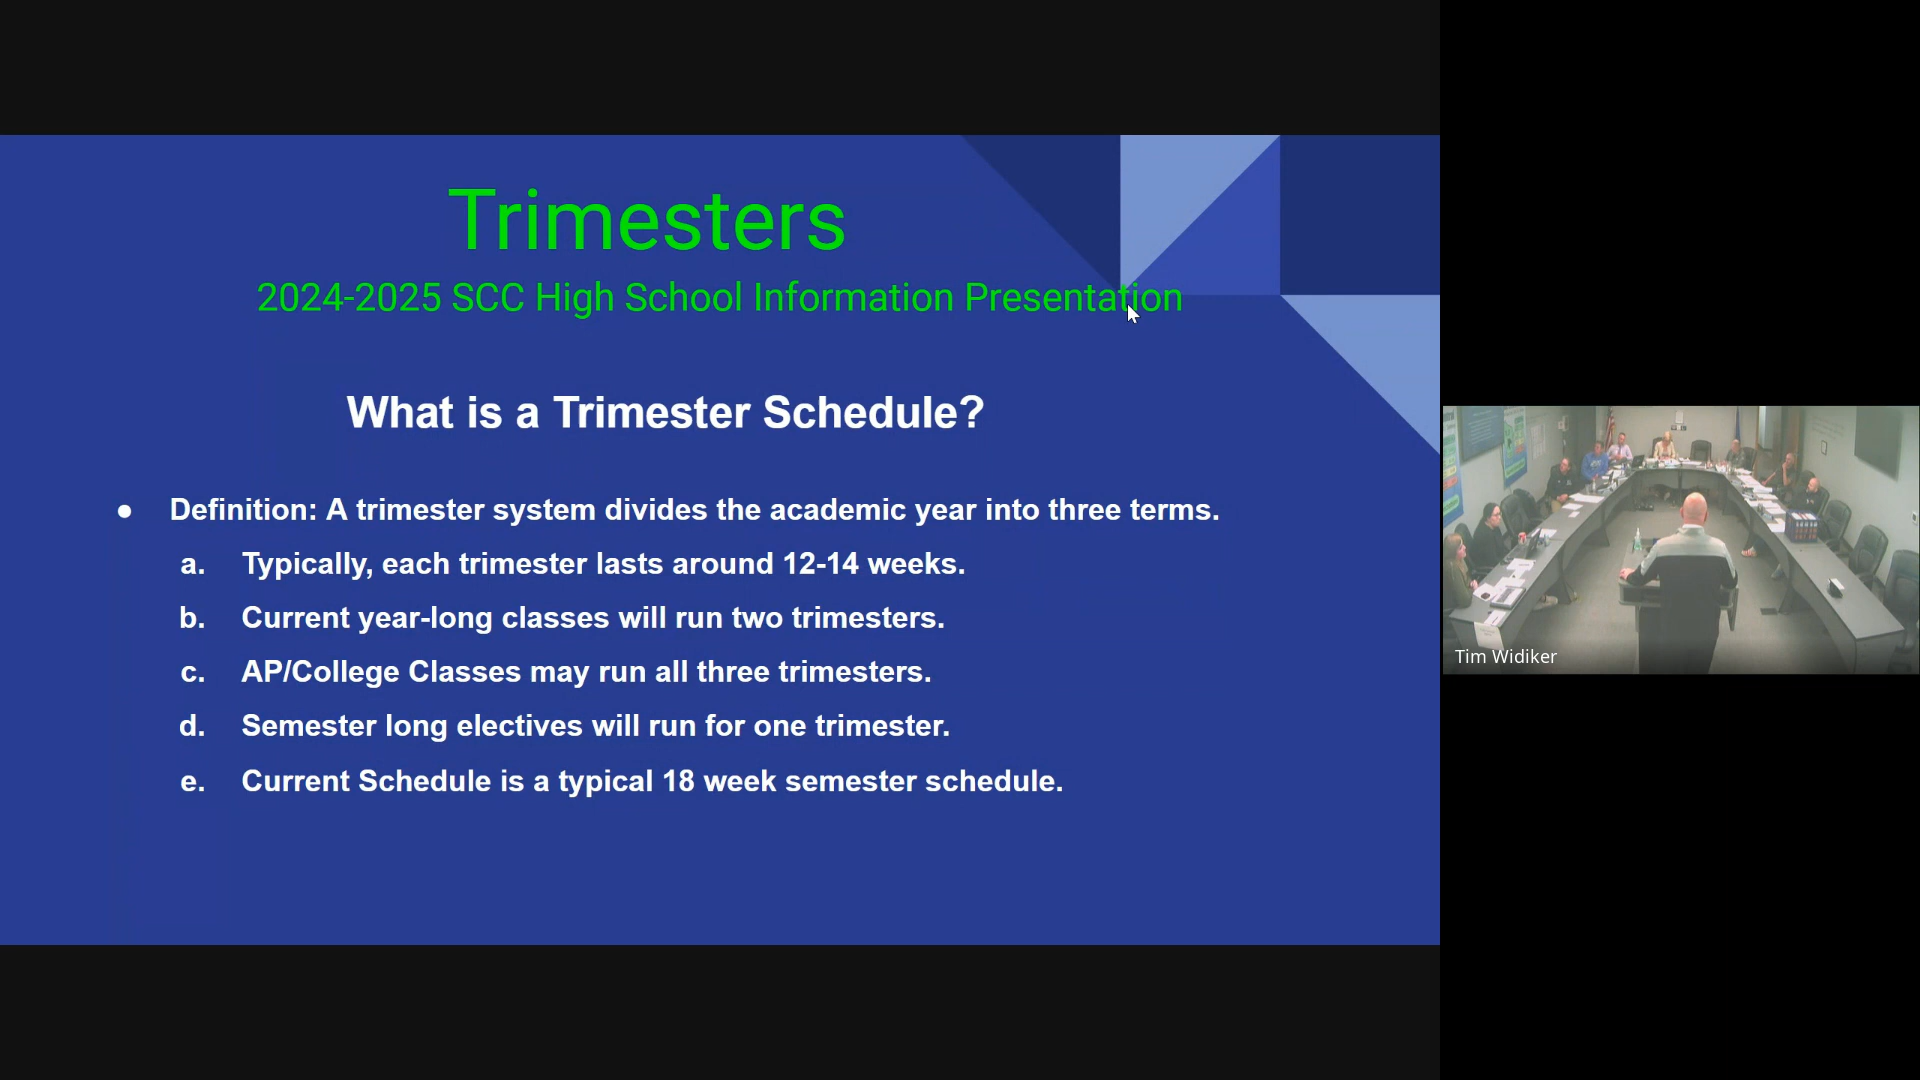 Trimesters
2024-2025 SCC High School Information Presentation
What is a Trimester Schedule?
● Definition: A trimester system divides the academic year into three terms.
a. Typically, each trimester lasts around 12-14 weeks.
b. Current year-long classes will run two trimesters.
c. AP/College Classes may run all three trimesters.
d. Semester long electives will run for one trimester.
e. Current Schedule is a typical 18 week semester schedule.
Tim Widiker